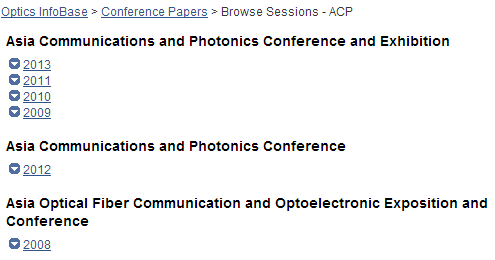 Optics InfoBase > Conference Papers > Browse Sessions - ACP
Asia Communications and Photonics Conference and Exhibition
2013
2011
2010
2009
Asia Communications and Photonics Conference
2012
Asia Optical Fiber Communication and Optoelectronic Exposition and
Conference
2008